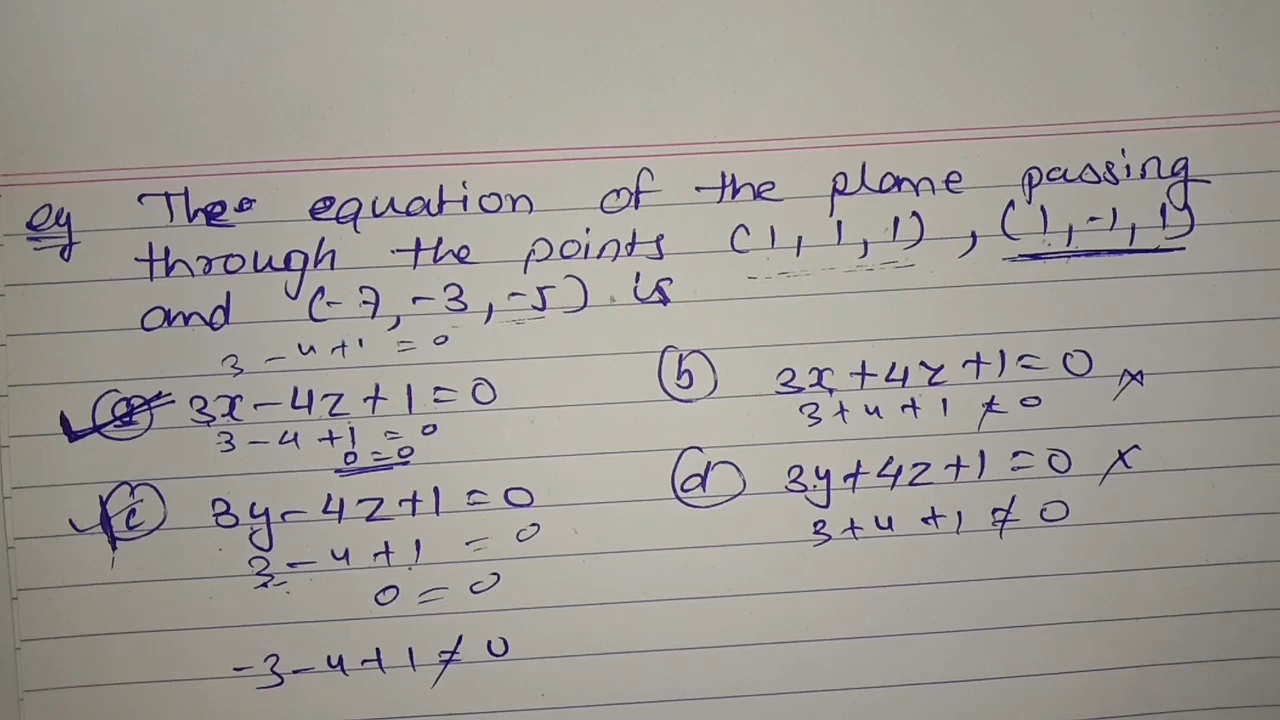 eg The equation of the plane passing
through the points (1, 1, 1), (1, -1, 1)
and (-7, -3, -5) is
3 - 4 + 1 = 0
(a) 3x - 4z + 1 = 0
3 - 4 + 1 = 0
0 = 0
(b) 3x + 4z + 1 = 0 ×
3 + 4 + 1 ≠ 0
(c) 3y - 4z + 1 = 0
3 - 4 + 1 = 0
0 = 0
-3 - 4 + 1 ≠ 0
(d) 3y + 4z + 1 = 0 ×
3 + 4 + 1 ≠ 0